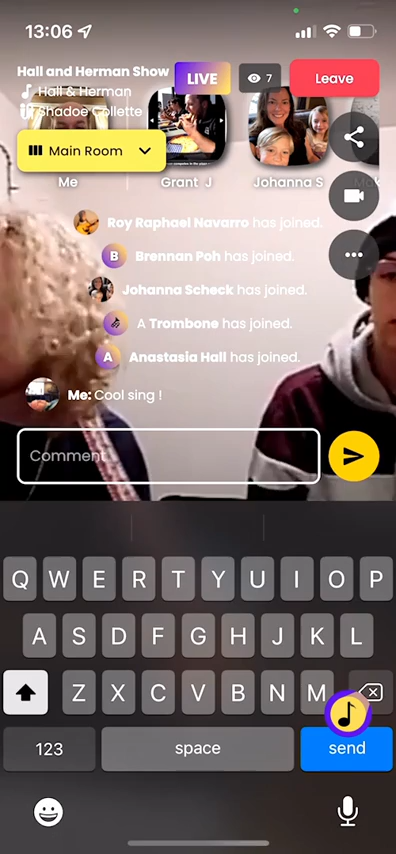 13:06
Hall and Herman Show
LIVE
7
Leave
Hall & Herman
Shadoe Collette
Main Room
Me
Grant J
Johanna S
Roy Raphael Navarro has joined.
B Brennan Poh has joined.
Johanna Scheck has joined.
A Trombone has joined.
A Anastasia Hall has joined.
Me: Cool sing !
Comment
Q W E R T Y U I O P
A S D F G H J K L
Z X C V B N M
123 space send